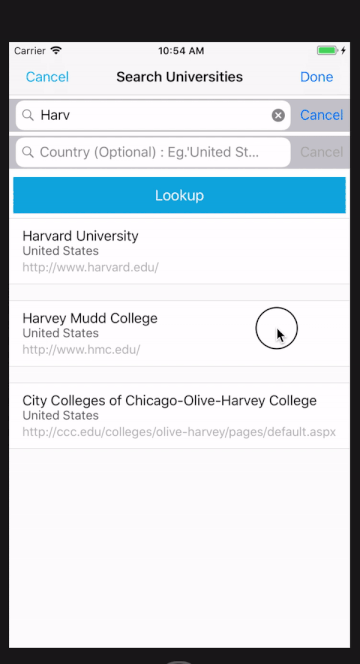 Carrier 10:54 AM
Cancel Search Universities Done
Harv Cancel
Country (Optional) : Eg.'United St... Cancel
Lookup
Harvard University
United States
http://www.harvard.edu/
Harvey Mudd College
United States
http://www.hmc.edu/
City Colleges of Chicago-Olive-Harvey College
United States
http://ccc.edu/colleges/olive-harvey/pages/default.aspx